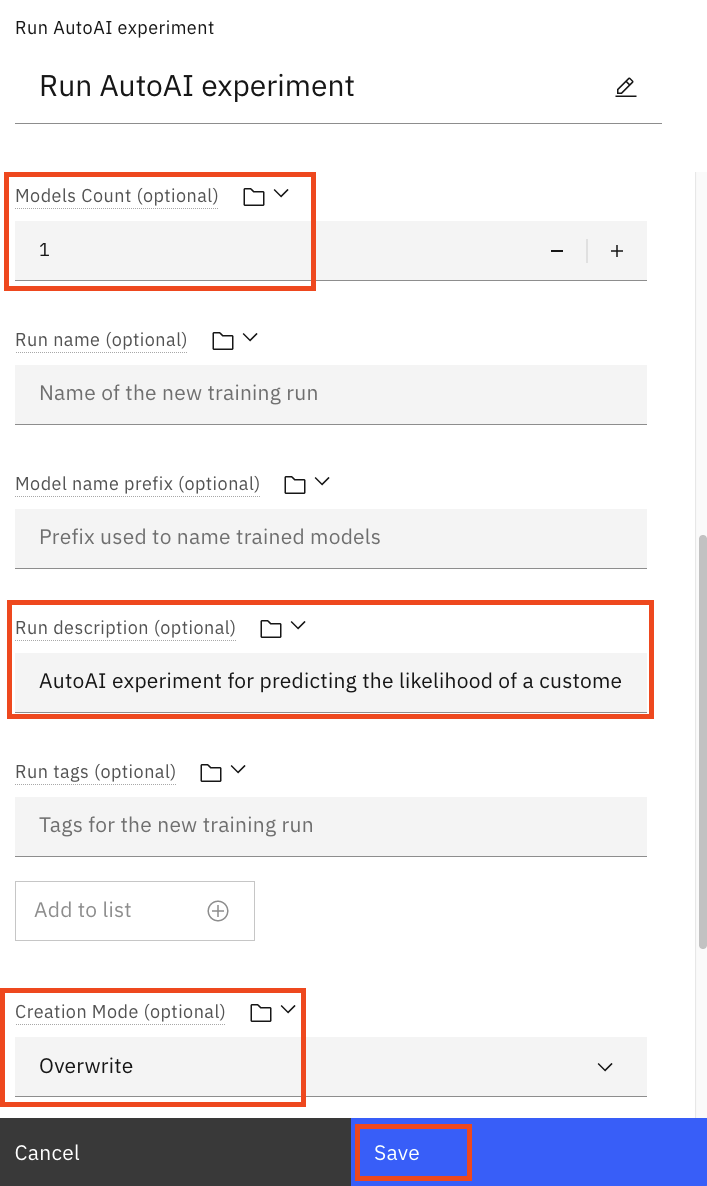 Run AutoAI experiment
Run AutoAI experiment
Models Count (optional)
1
Run name (optional)
Name of the new training run
Model name prefix (optional)
Prefix used to name trained models
Run description (optional)
AutoAI experiment for predicting the likelihood of a custome
Run tags (optional)
Tags for the new training run
Add to list
Creation Mode (optional)
Overwrite
Cancel
Save